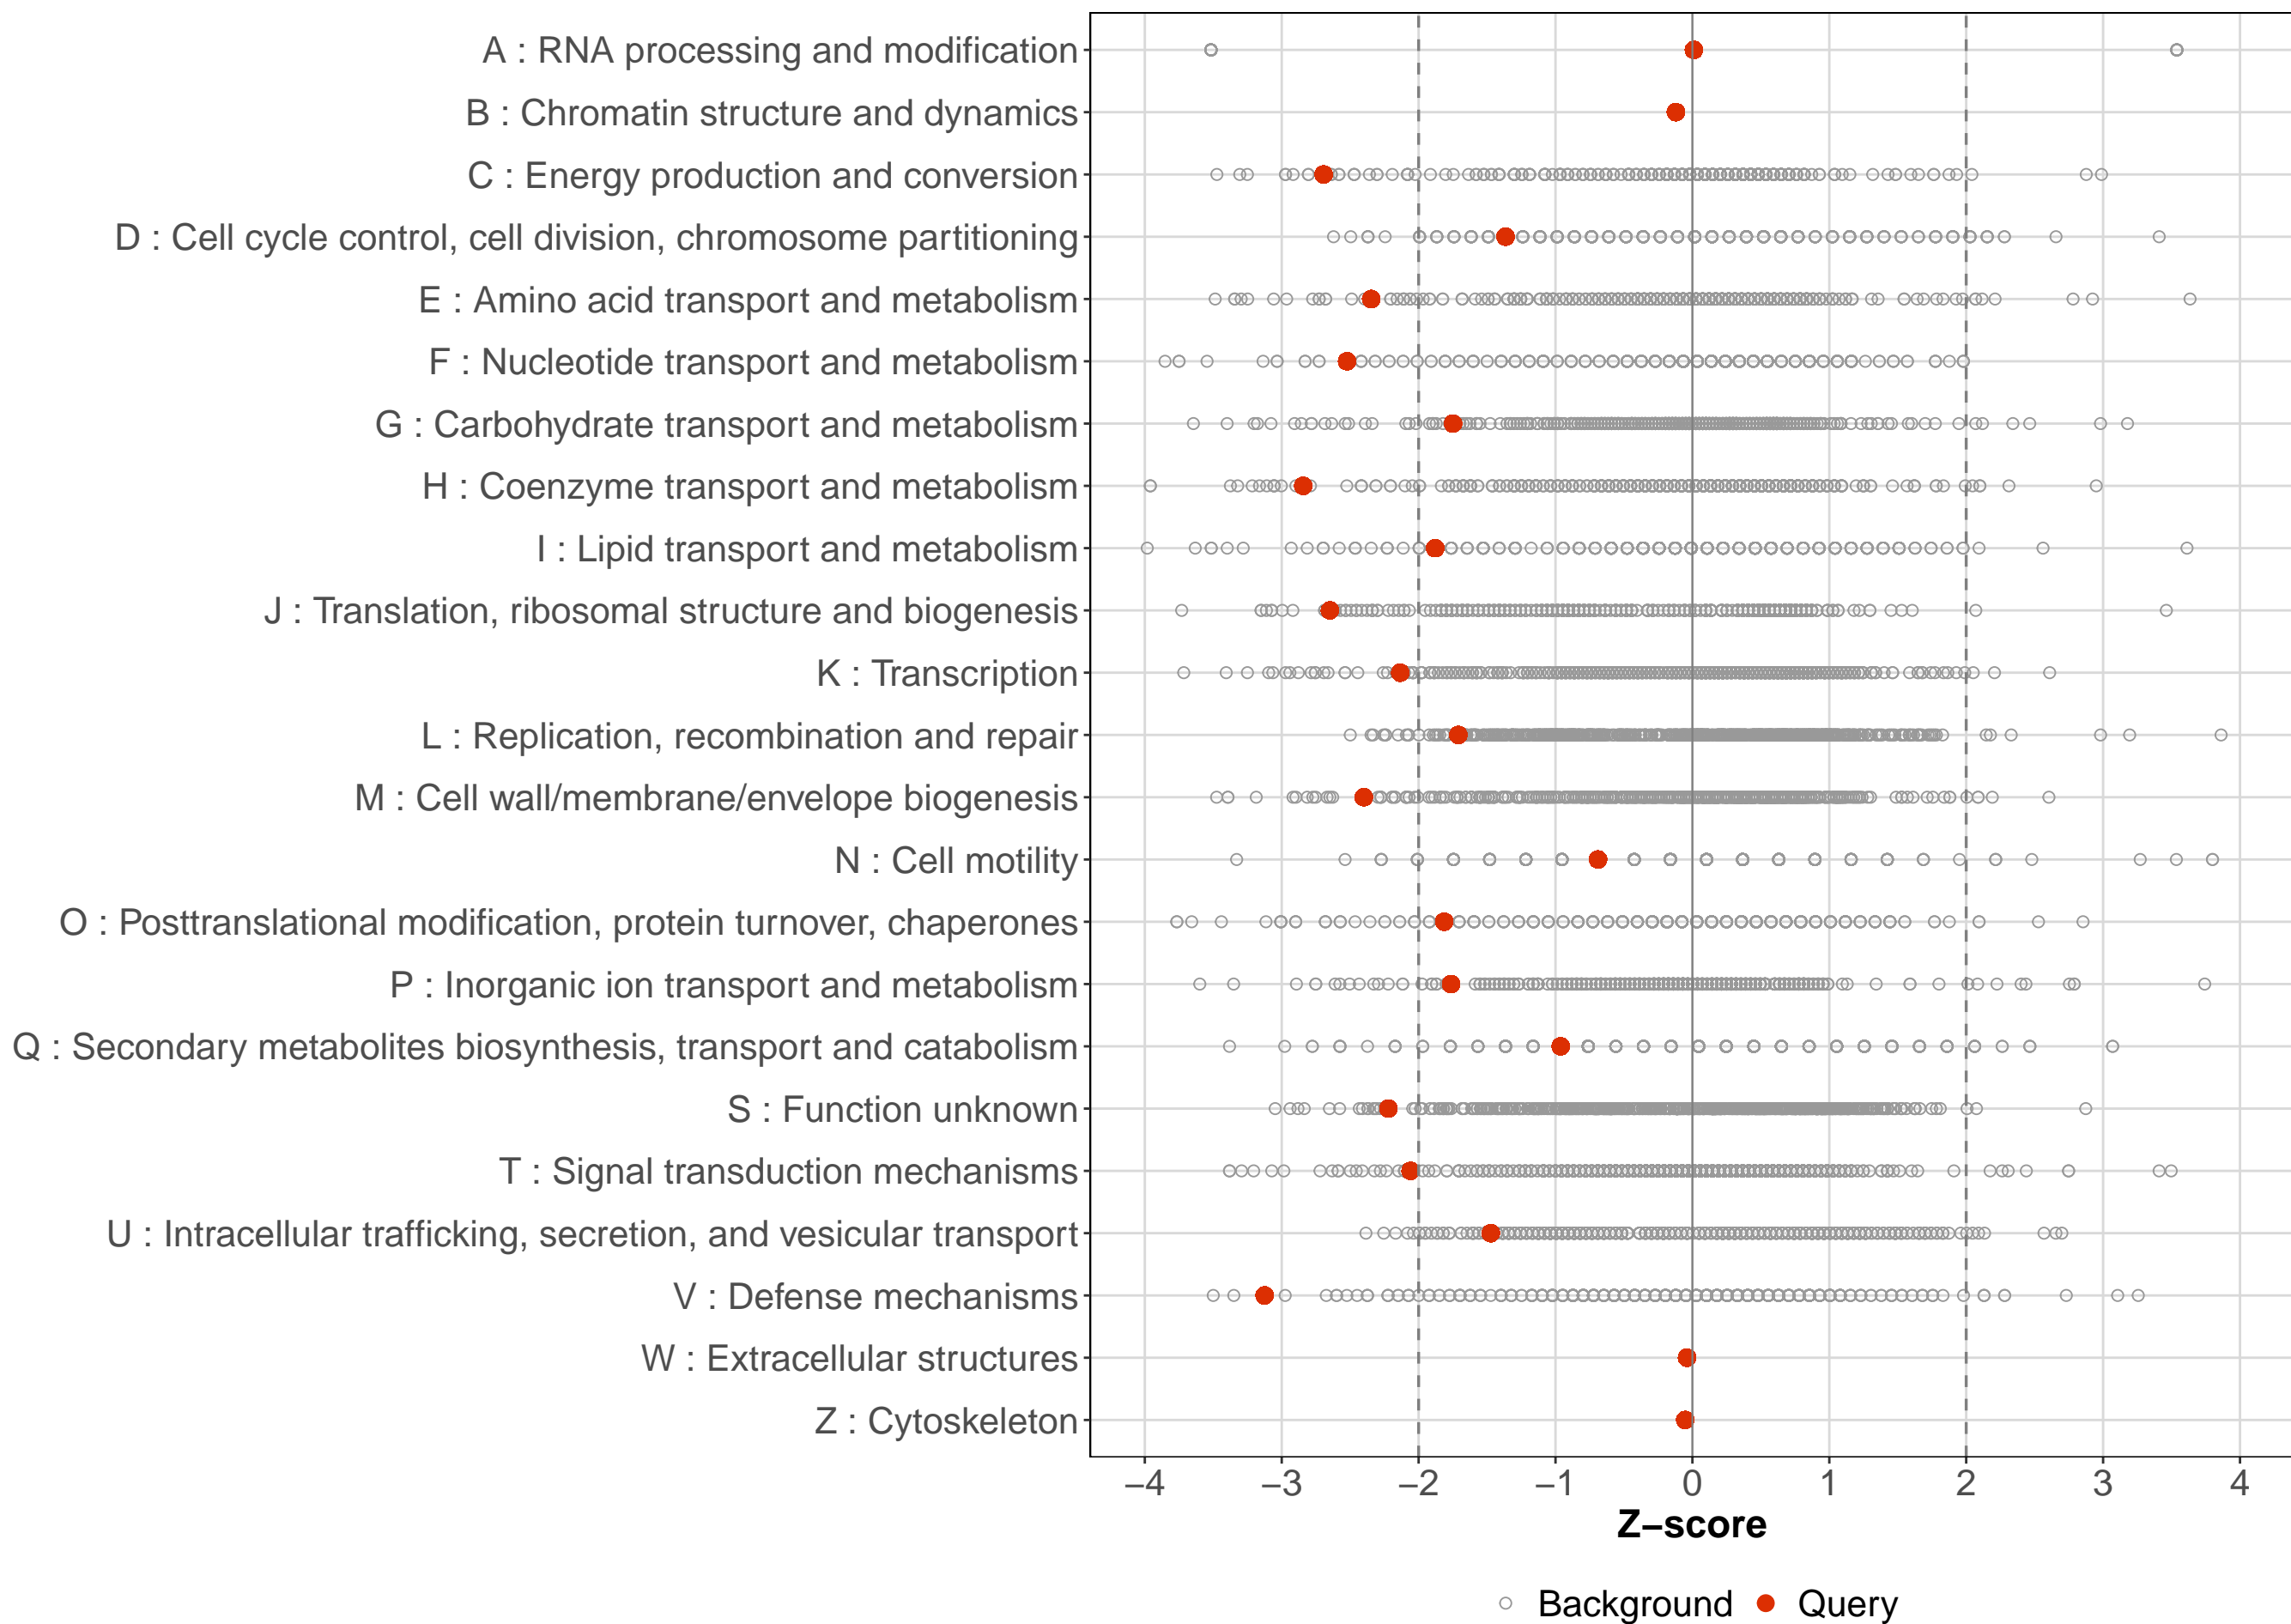 A : RNA processing and modification
B : Chromatin structure and dynamics
C : Energy production and conversion
D : Cell cycle control, cell division, chromosome partitioning
E : Amino acid transport and metabolism
F : Nucleotide transport and metabolism
G : Carbohydrate transport and metabolism
H : Coenzyme transport and metabolism
I : Lipid transport and metabolism
J : Translation, ribosomal structure and biogenesis
K : Transcription
L : Replication, recombination and repair
M : Cell wall/membrane/envelope biogenesis
N : Cell motility
O : Posttranslational modification, protein turnover, chaperones
P : Inorganic ion transport and metabolism
Q : Secondary metabolites biosynthesis, transport and catabolism
S : Function unknown
T : Signal transduction mechanisms
U : Intracellular trafficking, secretion, and vesicular transport
V : Defense mechanisms
W : Extracellular structures
Z : Cytoskeleton
−4 −3 −2 −1 0 1 2 3 4
Z−score
Background Query